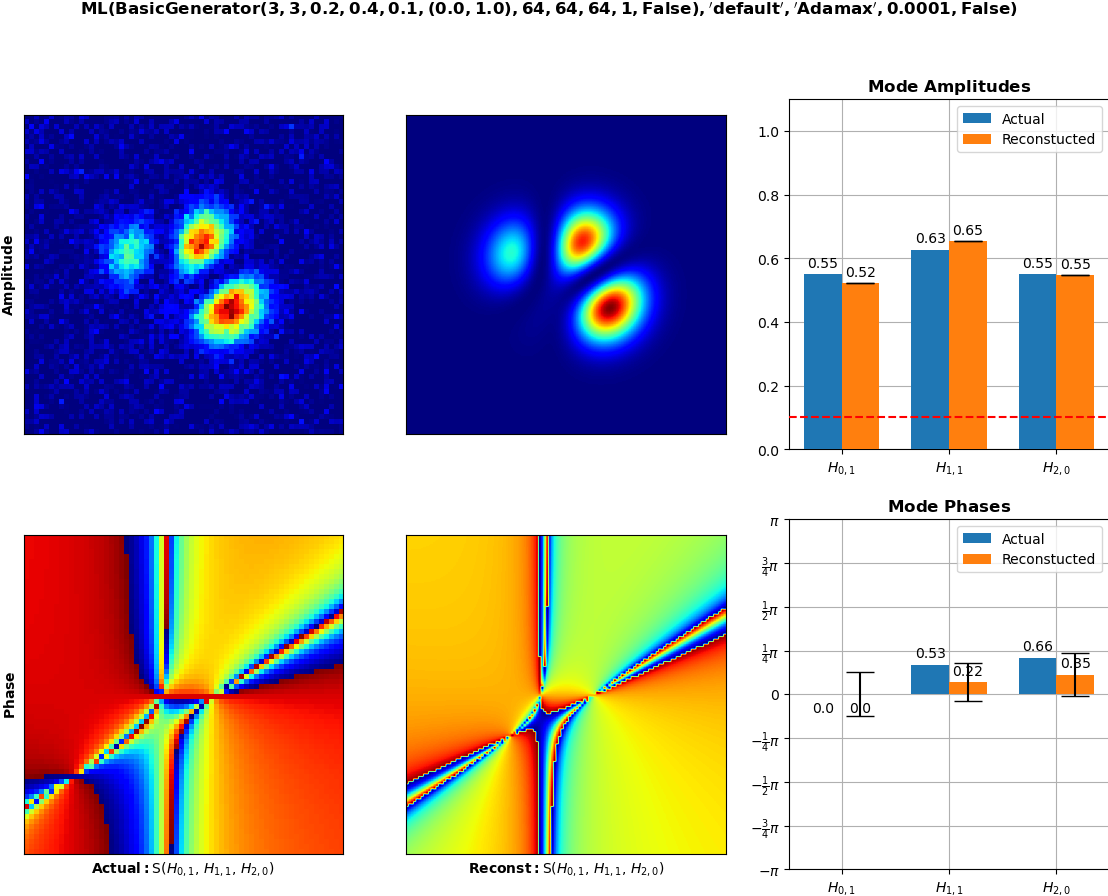 ML(BasicGenerator(3, 3, 0.2, 0.4, 0.1, (0.0, 1.0), 64, 64, 64, 1, False), ′default′, ′Adamax′, 0.0001, False)
Amplitude
Mode Amplitudes
Actual
Reconstucted
1.0
0.8
0.6
0.4
0.2
0.0
0.55
0.52
0.63
0.65
0.55
0.55
H0,1
H1,1
H2,0
Phase
Actual: S(H0,1, H1,1, H2,0)
Reconst: S(H0,1, H1,1, H2,0)
Mode Phases
Actual
Reconstucted
π
3/4π
1/2π
1/4π
0
−1/4π
−1/2π
−3/4π
−π
0.0
0.0
0.53
0.22
0.66
0.35
H0,1
H1,1
H2,0